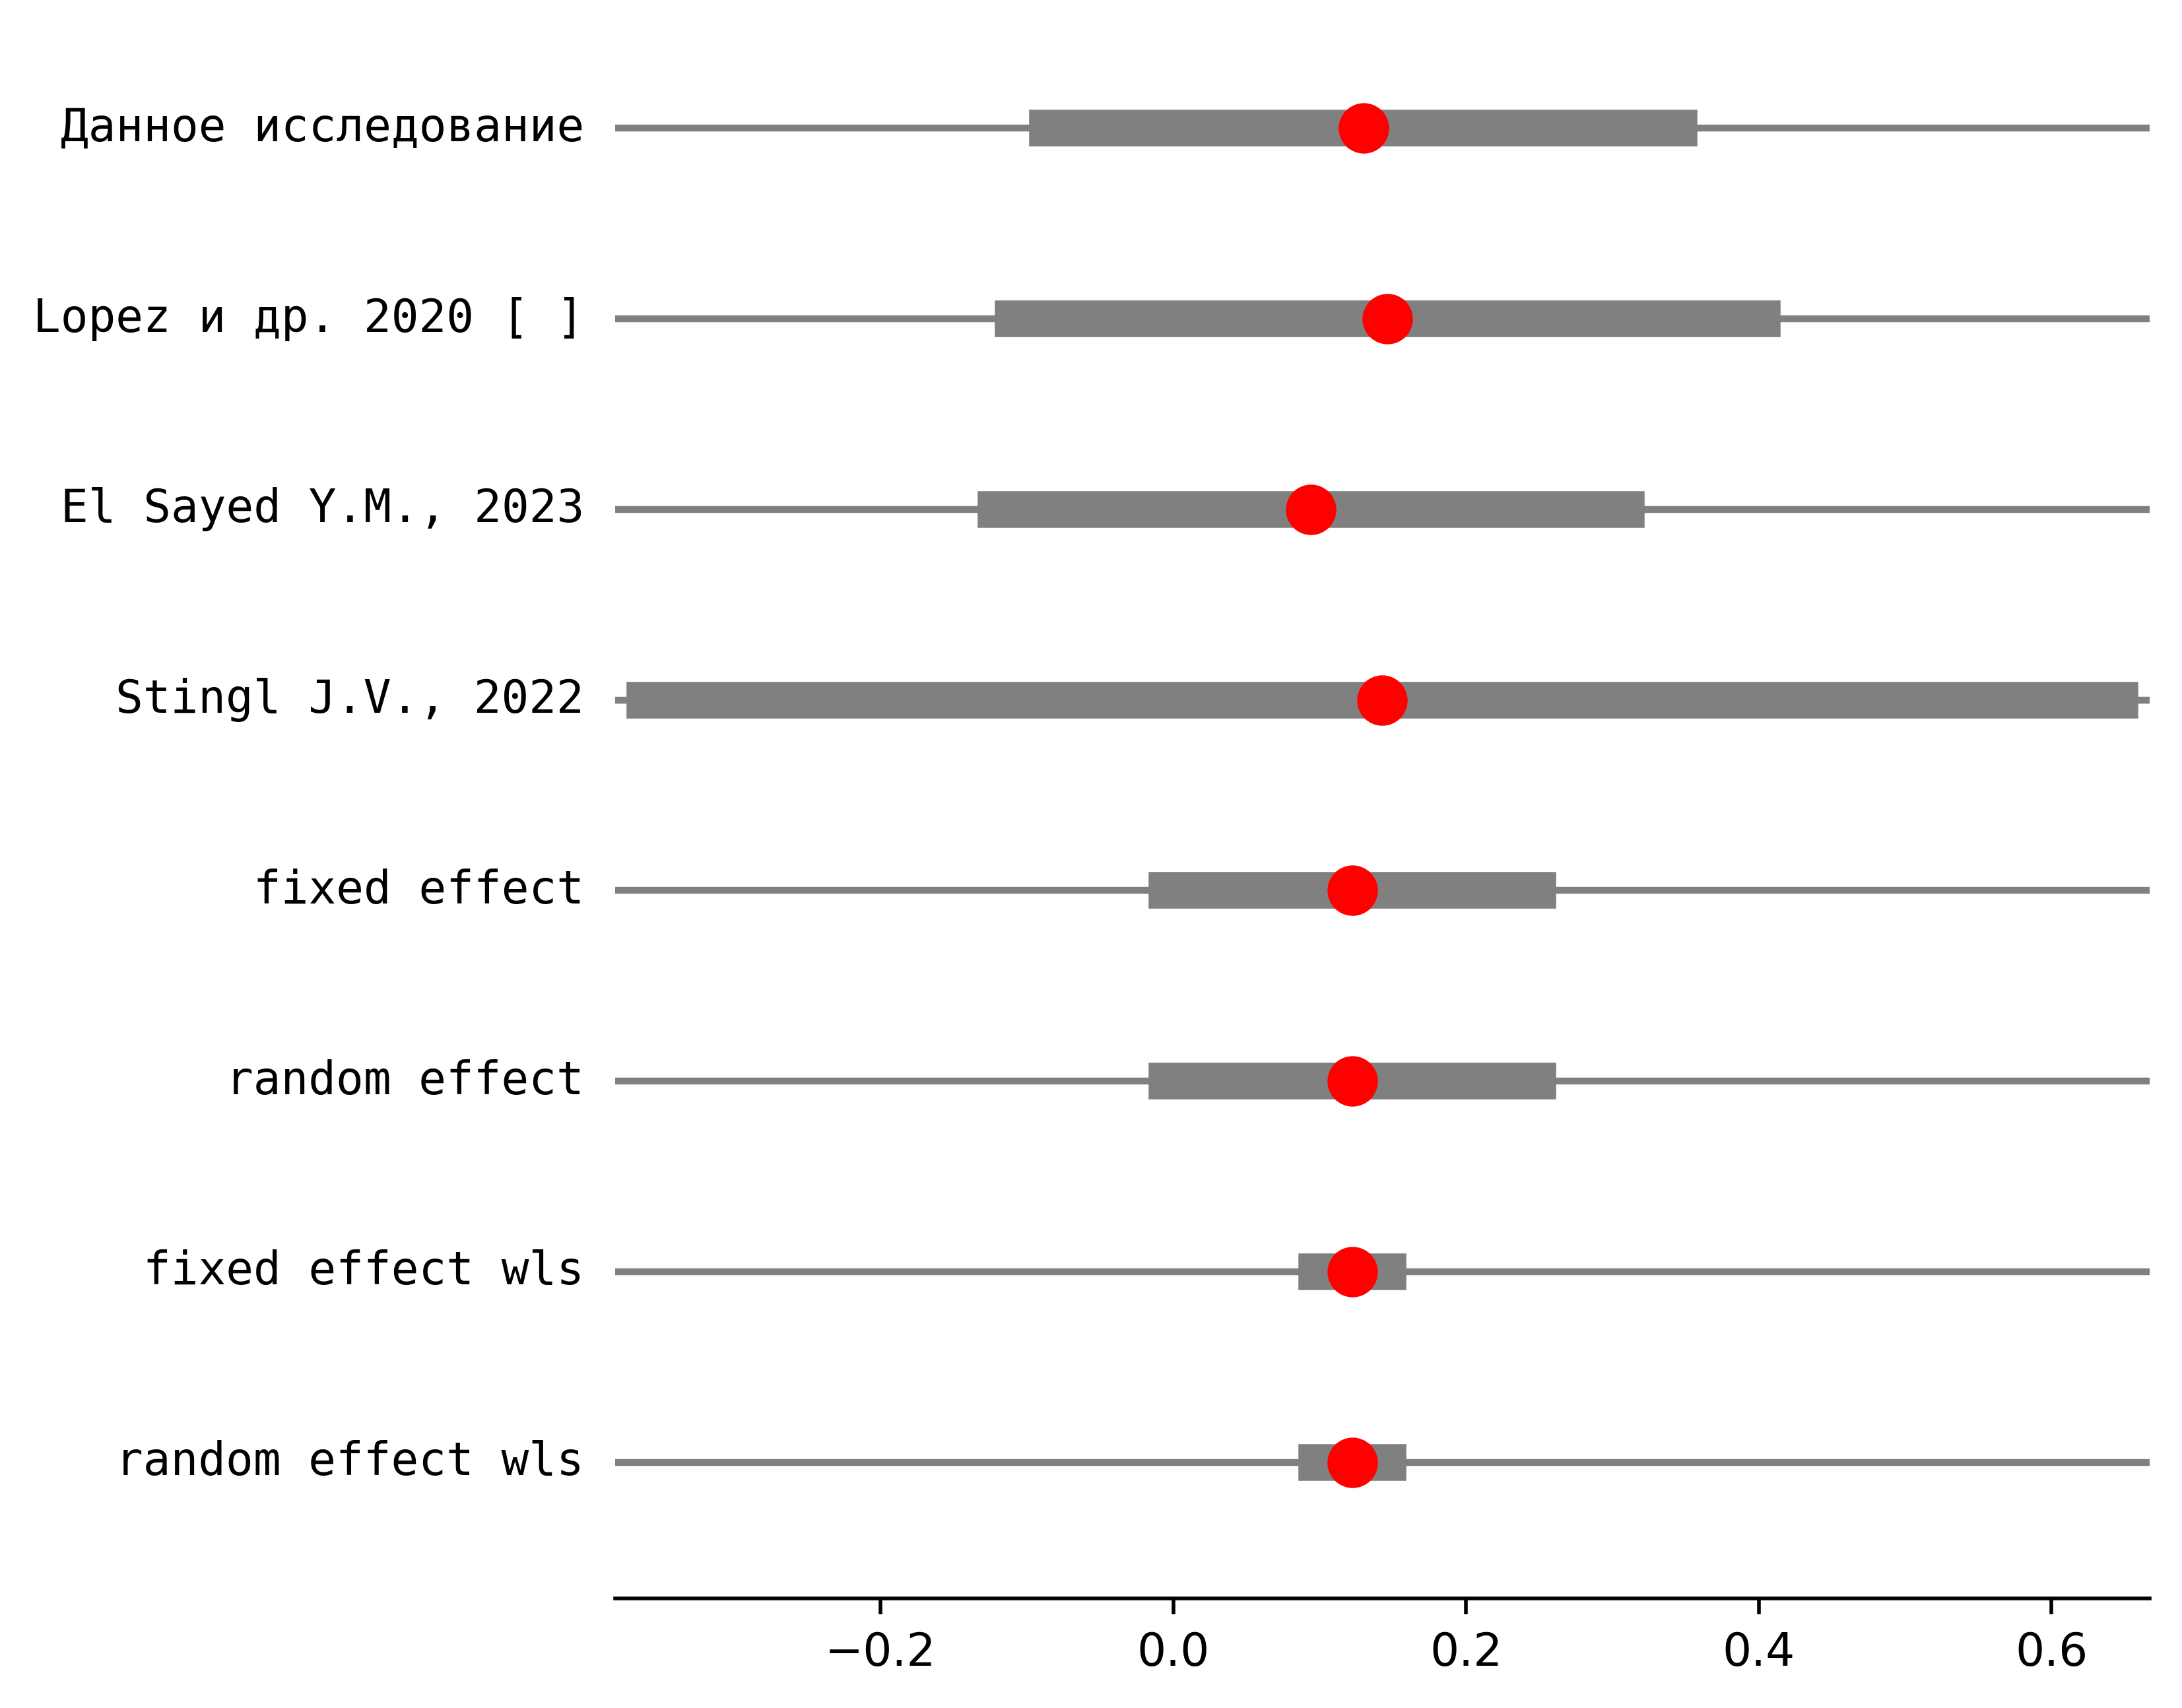 Данное исследование
Lopez и др. 2020 [ ]
El Sayed Y.M., 2023
Stingl J.V., 2022
fixed effect
random effect
fixed effect wls
random effect wls
−0.2 0.0 0.2 0.4 0.6